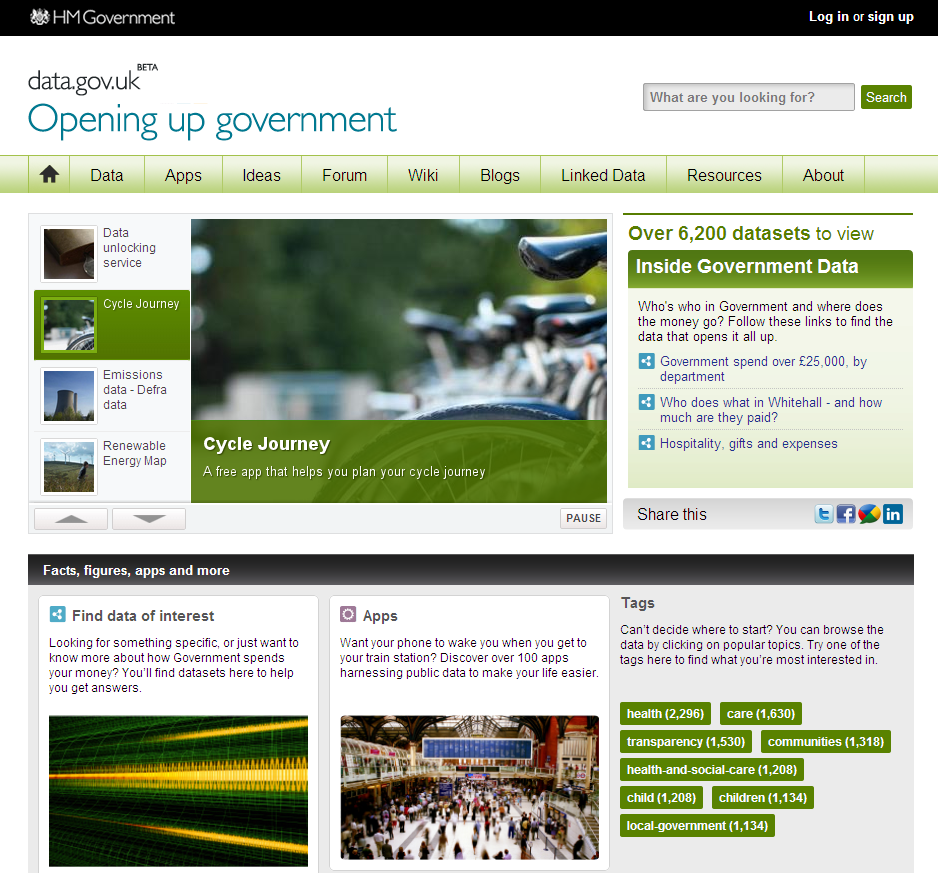 HM Government
Log in or sign up
data.gov.uk BETA
Opening up government
What are you looking for?
Search
Data
Apps
Ideas
Forum
Wiki
Blogs
Linked Data
Resources
About
Data
unlocking
service
Cycle Journey
Emissions
data - Defra
data
Renewable
Energy Map
Cycle Journey
A free app that helps you plan your cycle journey
PAUSE
Over 6,200 datasets to view
Inside Government Data
Who's who in Government and where does
the money go? Follow these links to find the
data that opens it all up.
Government spend over £25,000, by
department
Who does what in Whitehall - and how
much are they paid?
Hospitality, gifts and expenses
Share this
Facts, figures, apps and more
Find data of interest
Looking for something specific, or just want to
know more about how Government spends
your money? You'll find datasets here to help
you get answers.
Apps
Want your phone to wake you when you get to
your train station? Discover over 100 apps
harnessing public data to make your life easier.
Tags
Can't decide where to start? You can browse the
data by clicking on popular topics. Try one of the
tags here to find what you're most interested in.
health (2,296)
care (1,630)
transparency (1,530)
communities (1,318)
health-and-social-care (1,208)
child (1,208)
children (1,134)
local-government (1,134)